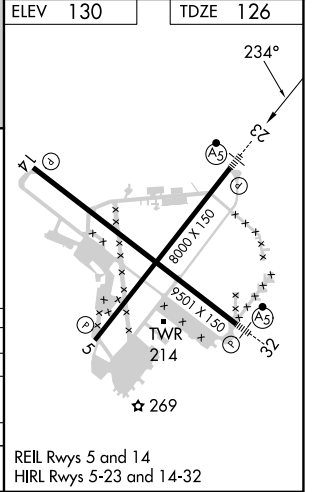 ELEV 130
TDZE 126
234°
A5
23
14
P
P
8000 X 150
9501 X 150
A5
P
TWR
214
P
5
32
269
REIL Rwys 5 and 14
HIRL Rwys 5-23 and 14-32